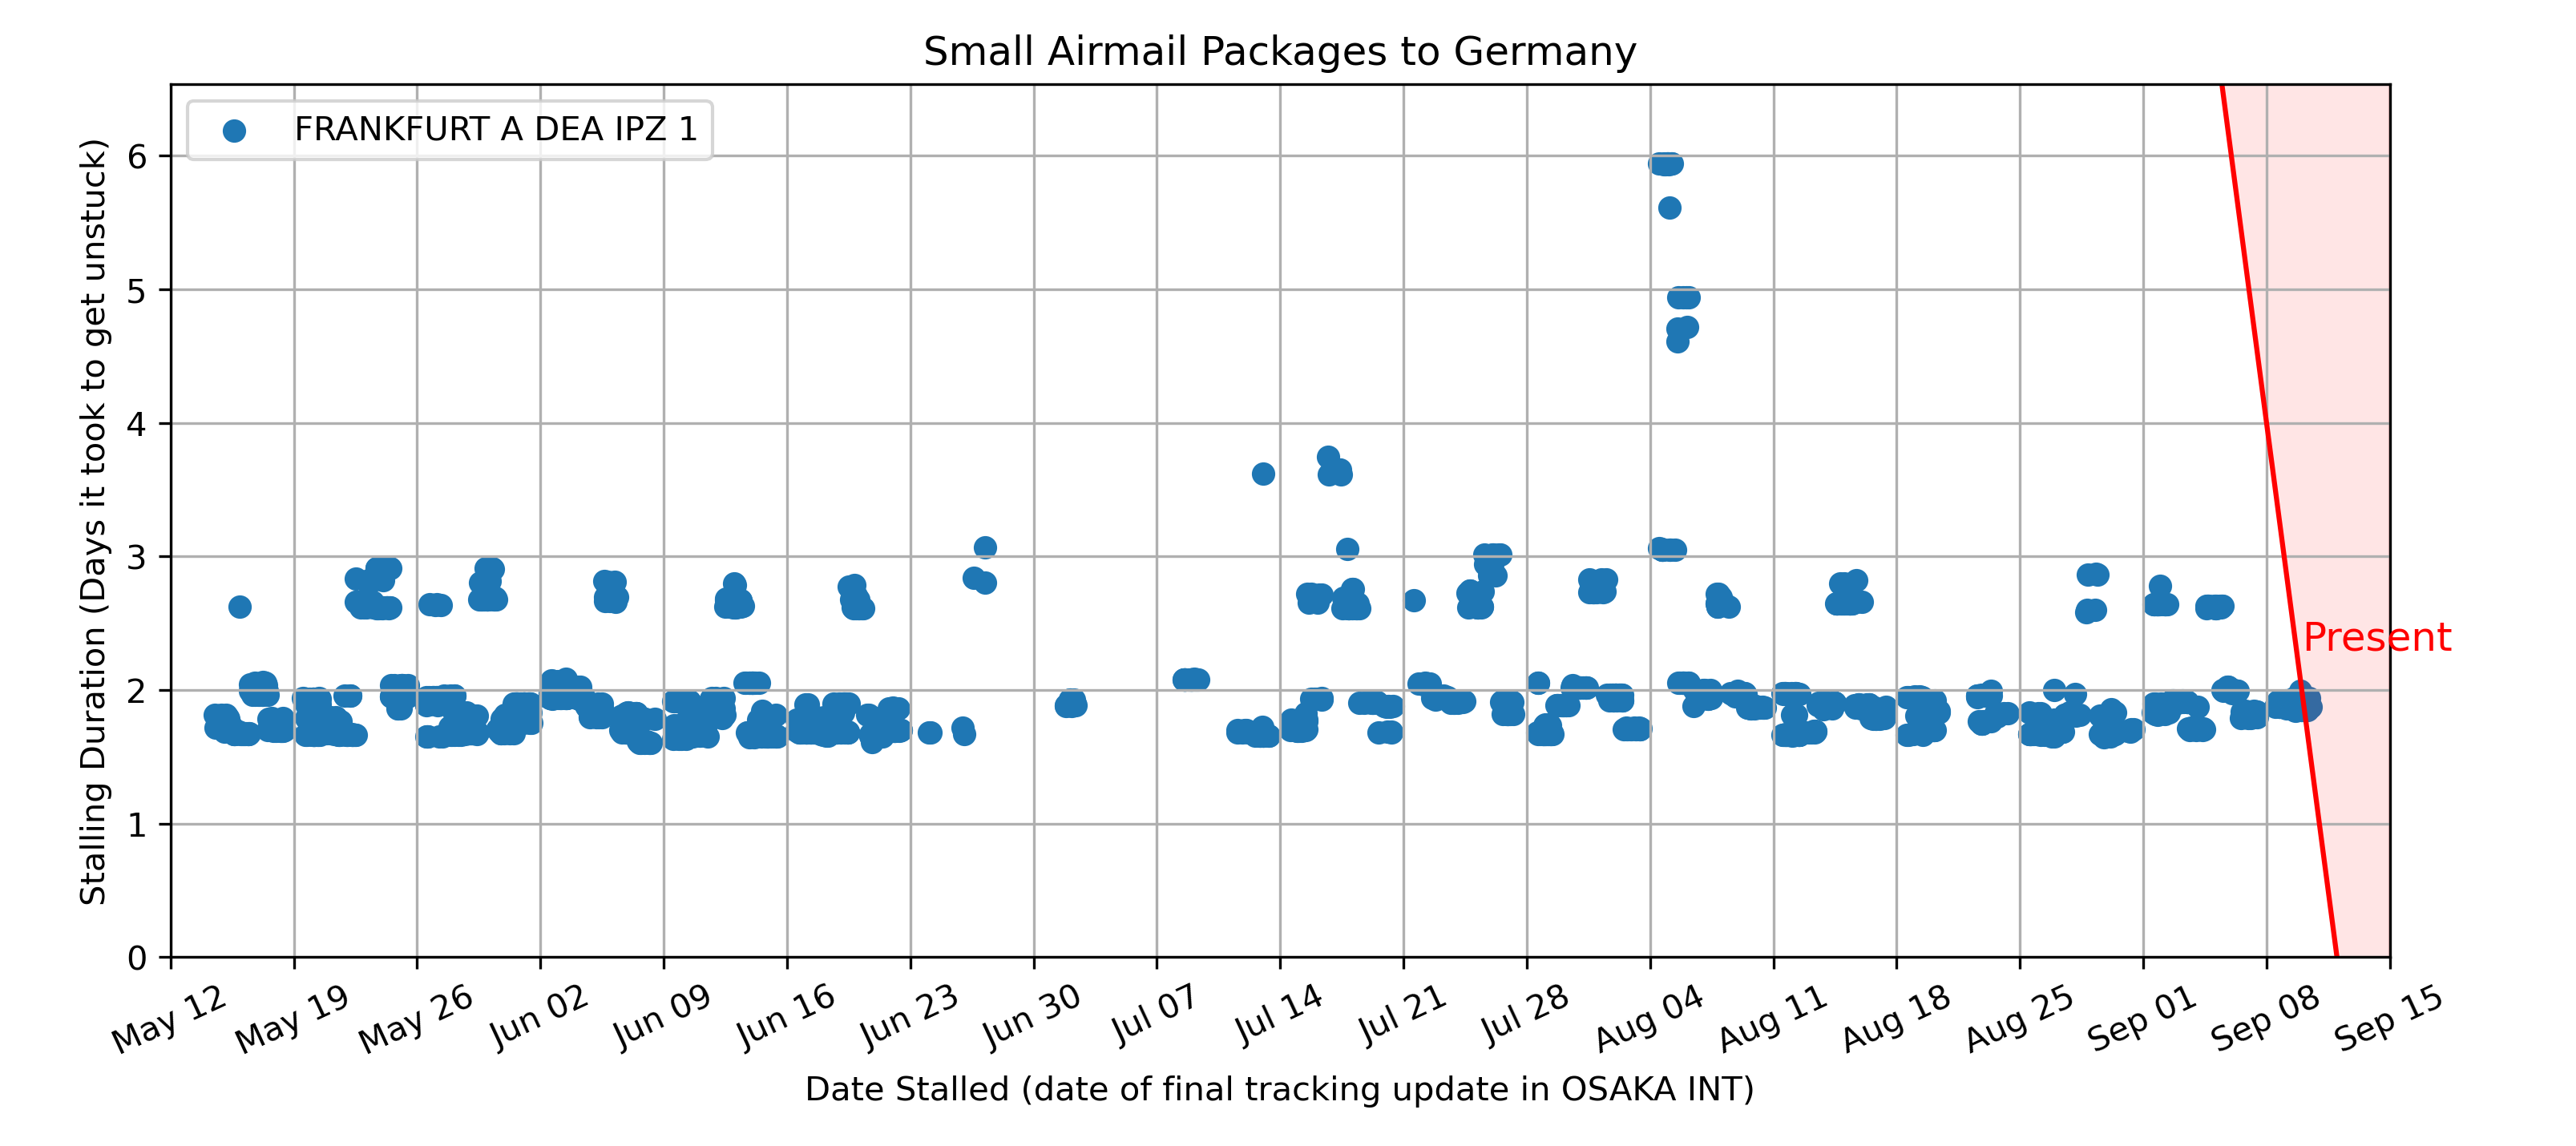 Small Airmail Packages to Germany
FRANKFURT A DEA IPZ 1
Stalling Duration (Days it took to get unstuck)
6
5
4
3
2
1
0
Present
May 12
May 19
May 26
Jun 02
Jun 09
Jun 16
Jun 23
Jun 30
Jul 07
Jul 14
Jul 21
Jul 28
Aug 04
Aug 11
Aug 18
Aug 25
Sep 01
Sep 08
Sep 15
Date Stalled (date of final tracking update in OSAKA INT)